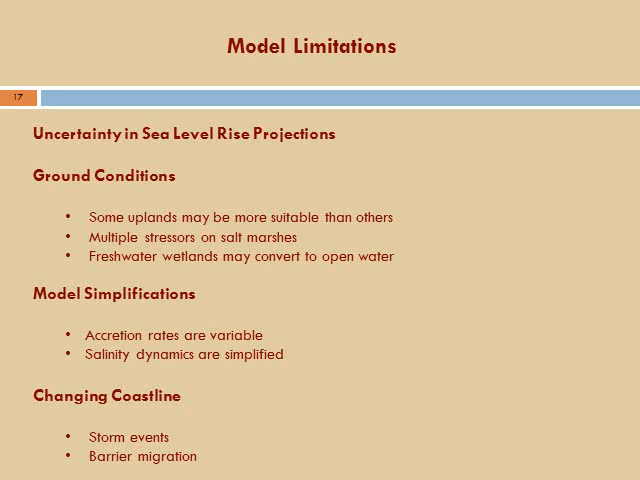 Model Limitations
17
Uncertainty in Sea Level Rise Projections
Ground Conditions
• Some uplands may be more suitable than others
• Multiple stressors on salt marshes
• Freshwater wetlands may convert to open water
Model Simplifications
• Accretion rates are variable
• Salinity dynamics are simplified
Changing Coastline
• Storm events
• Barrier migration